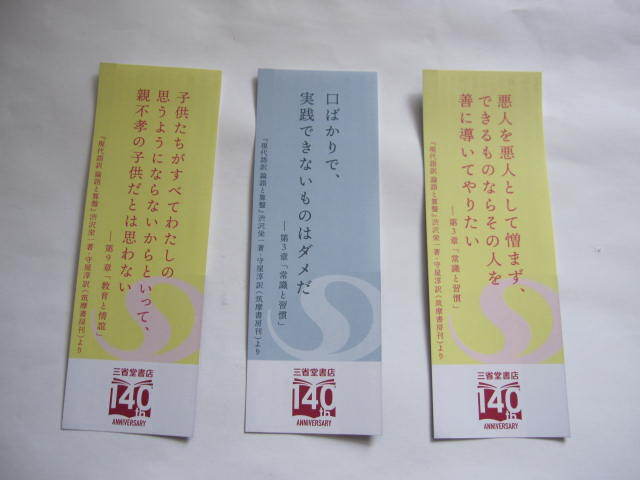 子供たちがすべてわたしの
思うようにならないからといって、
親不孝の子供だとは思わない
―第9章「教育と情誼」
『現代語訳 論語と算盤』渋沢栄一著・守屋淳訳(筑摩書房刊)より
三省堂書店
140th
ANNIVERSARY
口ばかりで、
実践できないものはダメだ
―第3章「常識と習慣」
『現代語訳 論語と算盤』渋沢栄一著・守屋淳訳(筑摩書房刊)より
三省堂書店
140th
ANNIVERSARY
悪人を悪人として憎まず、
できるものならその人を
善に導いてやりたい
―第3章「常識と習慣」
『現代語訳 論語と算盤』渋沢栄一著・守屋淳訳(筑摩書房刊)より
三省堂書店
140th
ANNIVERSARY